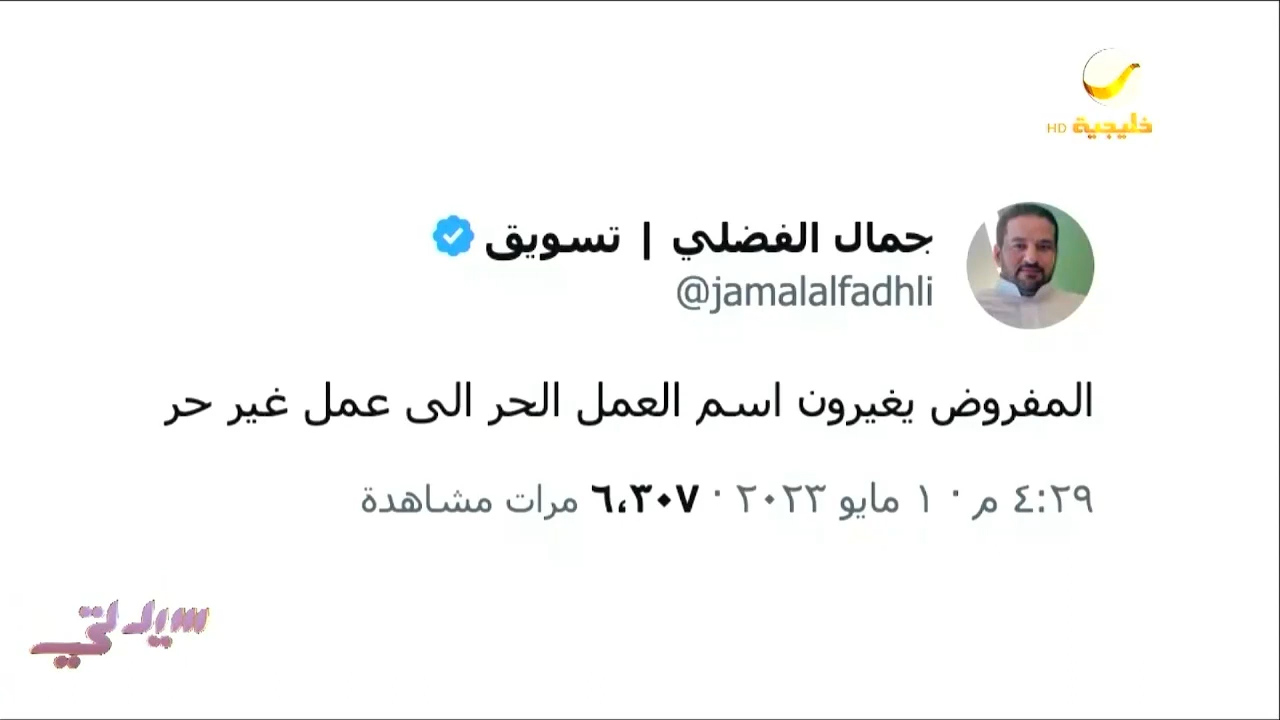 خليجية HD
جمال الفضلي | تسويق
@jamalalfadhli
المفروض يغيرون اسم العمل الحر الى عمل غير حر
٤:٢٩ م · ١ مايو ٢٠٢٣ · ٦،٣٠٧ مرات مشاهدة
سيدتي